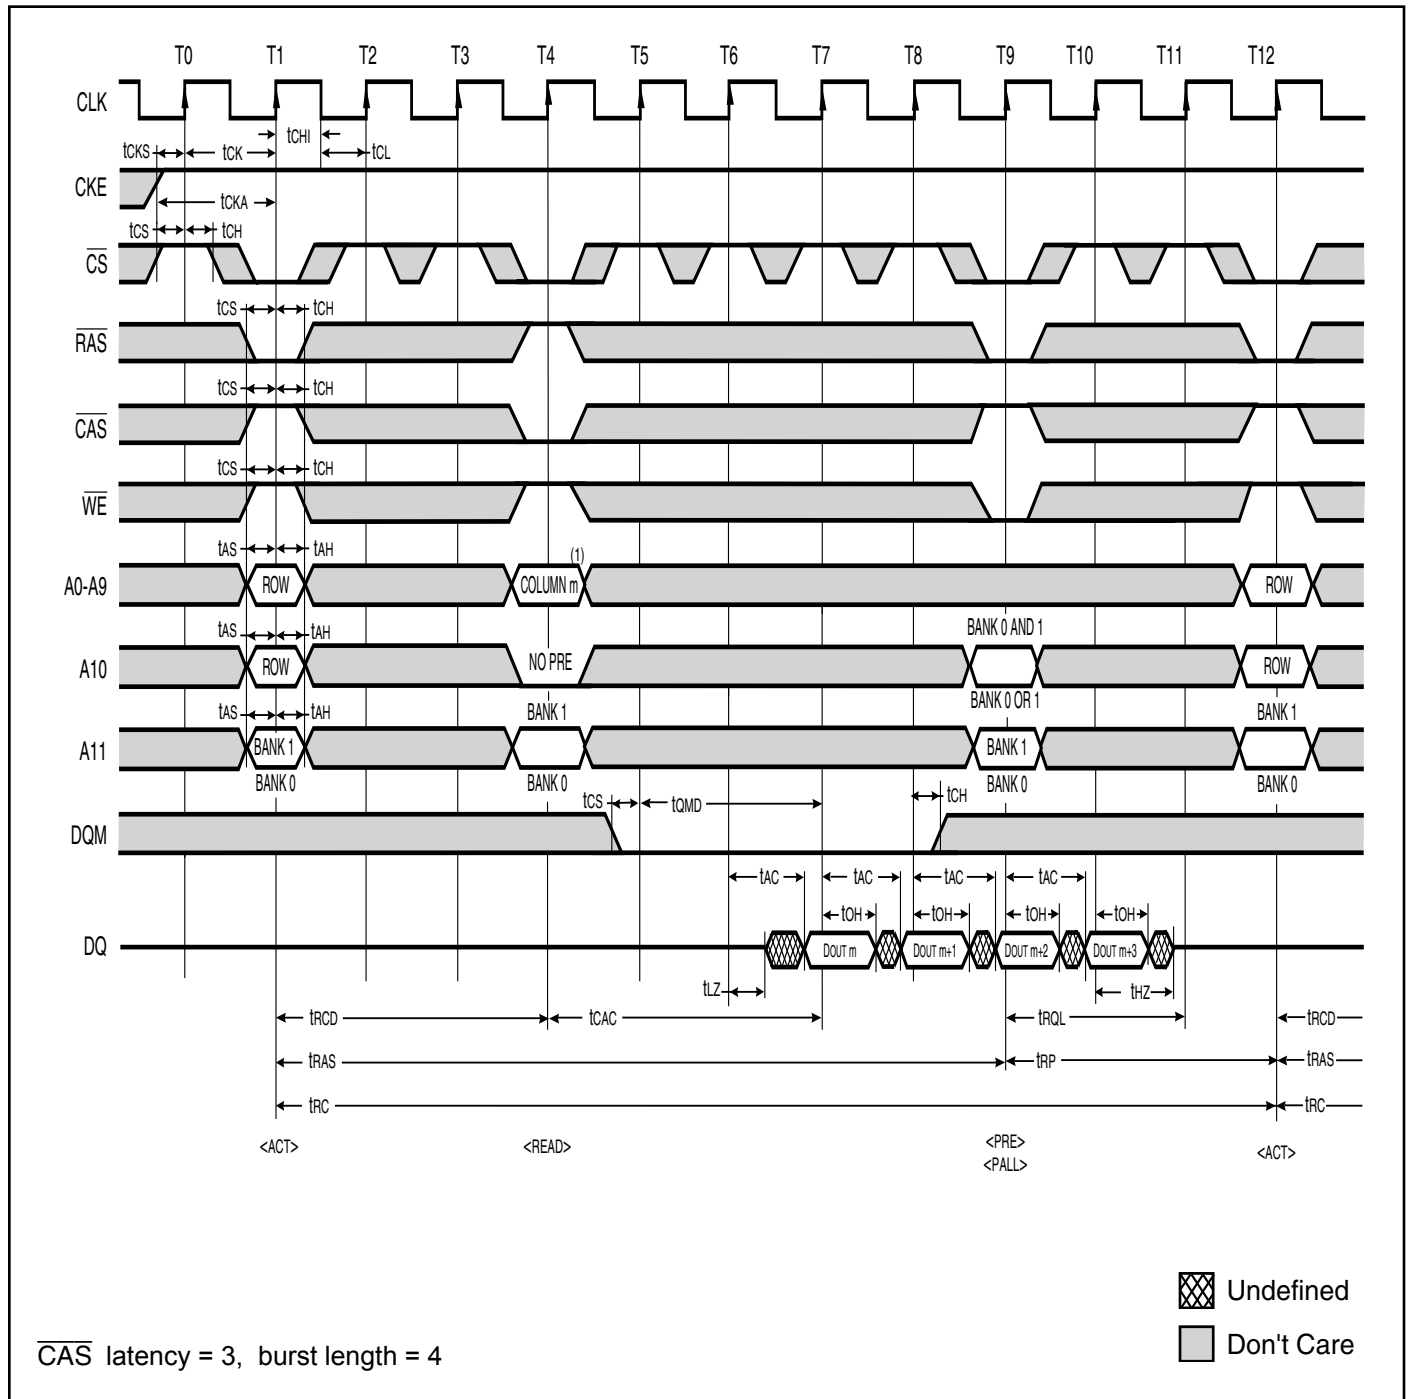 T0 T1 T2 T3 T4 T5 T6 T7 T8 T9 T10 T11 T12
CLK
tCHI
tCKS tCK tCL
CKE
tCKA
tCS tCH
CS
tCS tCH
RAS
tCS tCH
CAS
tCS tCH
WE
tAS tAH (1)
A0-A9 ROW COLUMN m ROW
tAS tAH BANK 0 AND 1
A10 ROW NO PRE ROW
BANK 0 OR 1
tAS tAH BANK 1 BANK 1
A11 BANK 1 BANK 1
BANK 0 BANK 0 BANK 0 BANK 0
tCS tQMD tCH
DQM
tAC tAC tAC tAC
tOH tOH tOH tOH
DQ DOUT m DOUT m+1 DOUT m+2 DOUT m+3
tLZ tHZ
tRCD tCAC tRQL tRCD
tRAS tRP tRAS
tRC tRC
<ACT> <READ> <PRE> <ACT>
<PALL>
Undefined
Don't Care
CAS latency = 3, burst length = 4